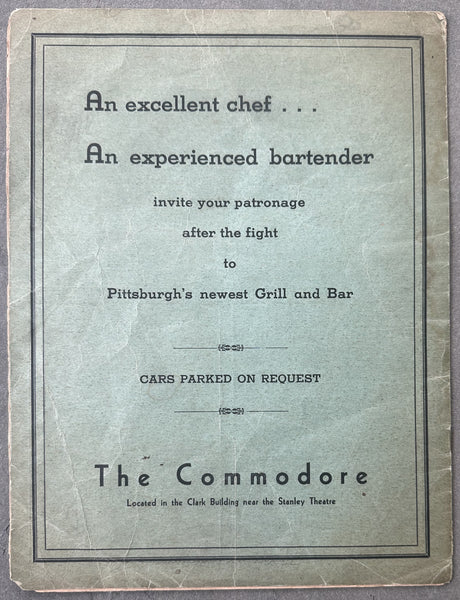 An excellent chef . . .
An experienced bartender
invite your patronage
after the fight
to
Pittsburgh's newest Grill and Bar
CARS PARKED ON REQUEST
The Commodore
Located in the Clark Building near the Stanley Theatre